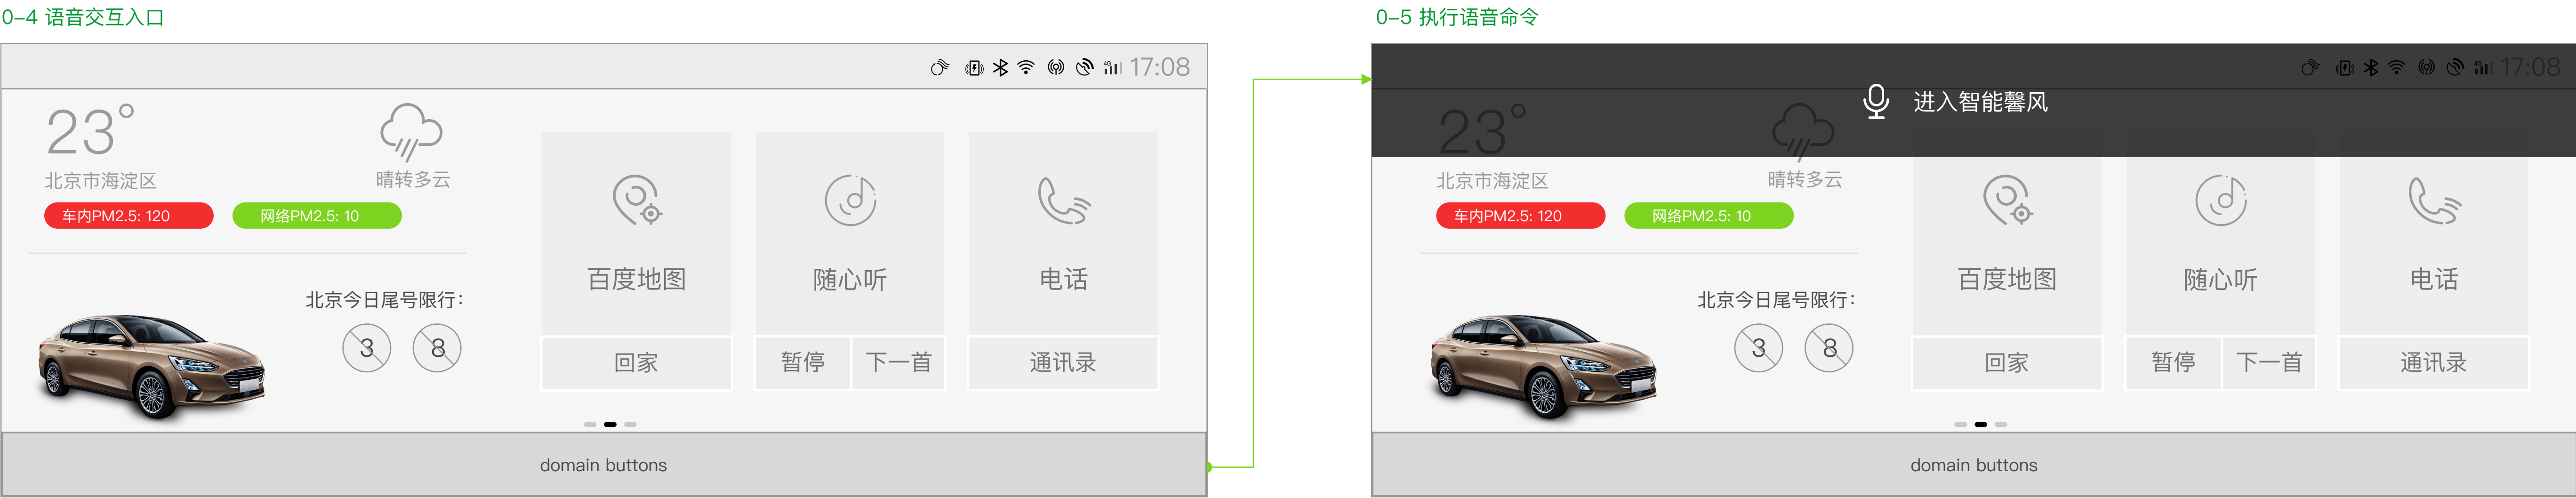 0-4 语音交互入口
4G 17:08
23°
北京市海淀区
晴转多云
车内PM2.5: 120
网络PM2.5: 10
北京今日尾号限行:
3 8
百度地图
随心听
电话
回家
暂停
下一首
通讯录
domain buttons
0-5 执行语音命令
4G 17:08
进入智能馨风
23°
北京市海淀区
晴转多云
车内PM2.5: 120
网络PM2.5: 10
北京今日尾号限行:
3 8
百度地图
随心听
电话
回家
暂停
下一首
通讯录
domain buttons